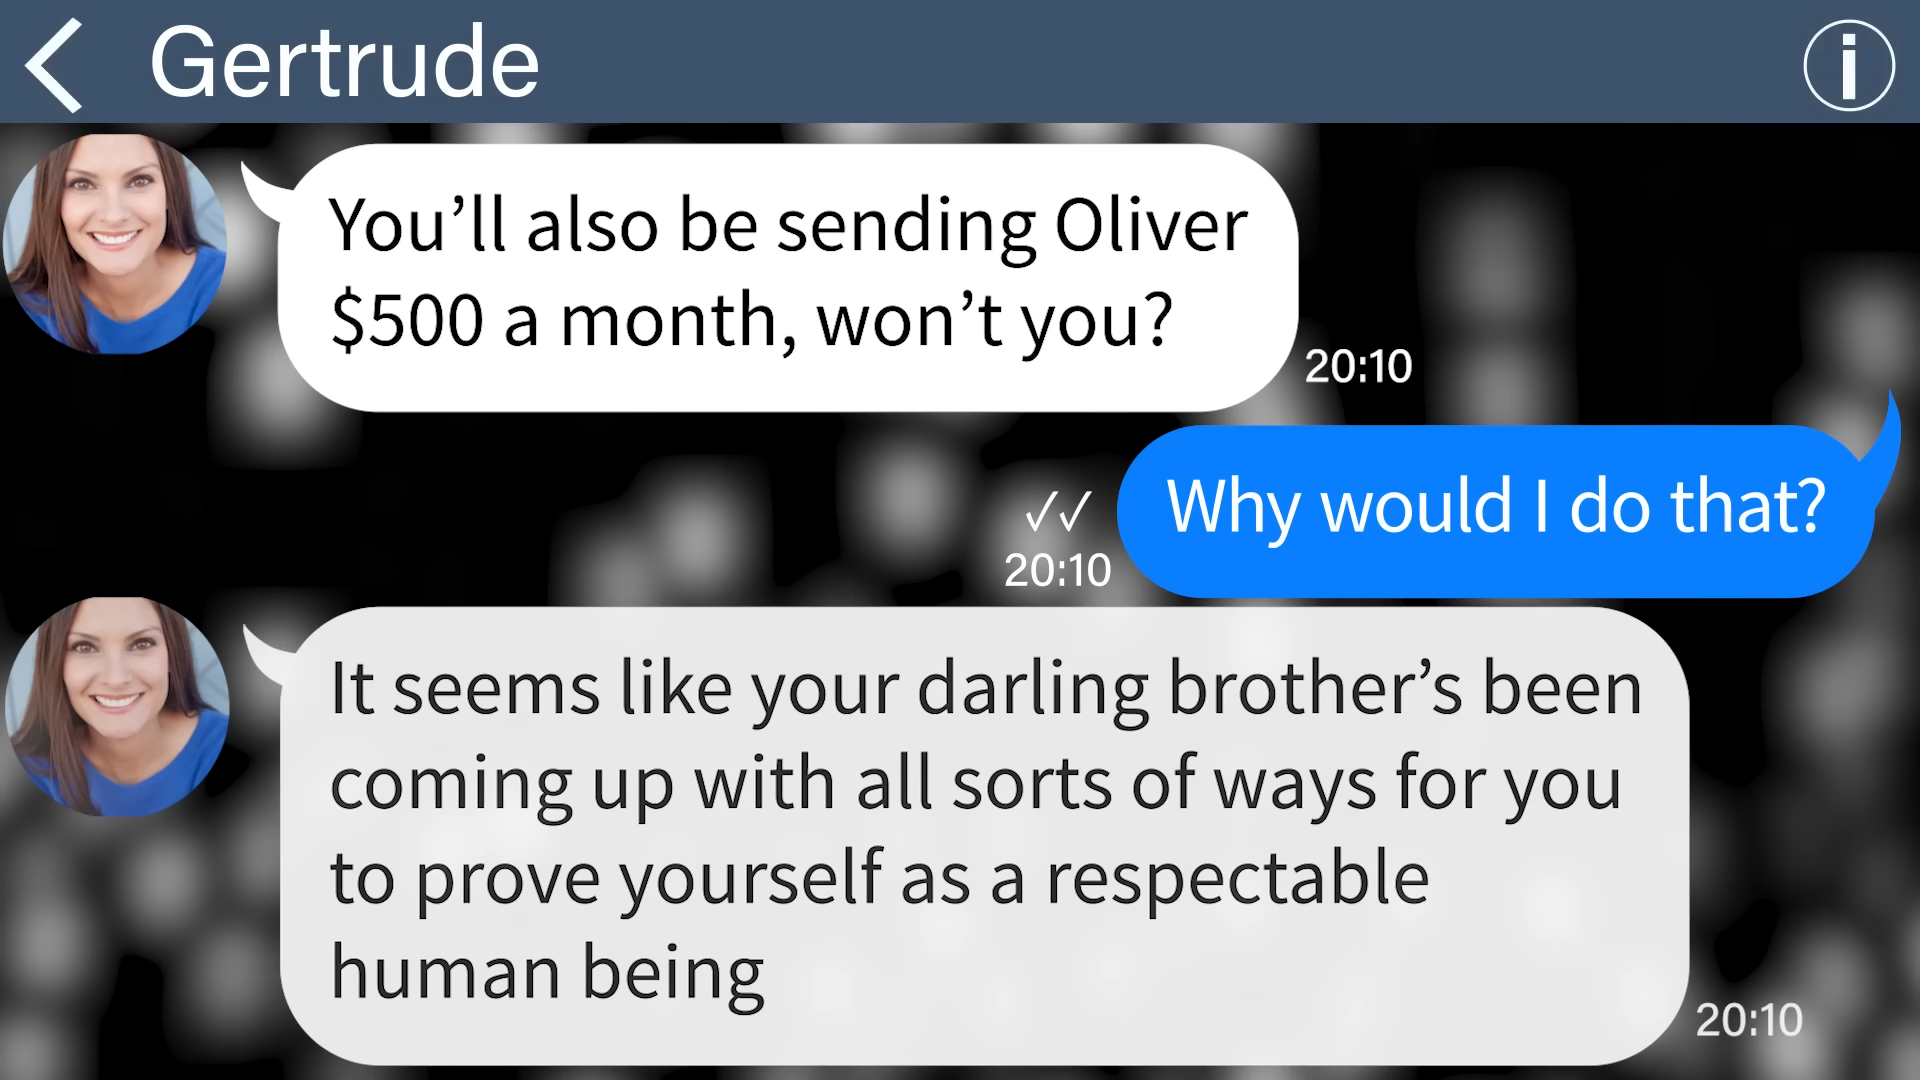 Gertrude
You’ll also be sending Oliver
$500 a month, won’t you?
20:10
Why would I do that?
20:10
It seems like your darling brother’s been
coming up with all sorts of ways for you
to prove yourself as a respectable
human being
20:10